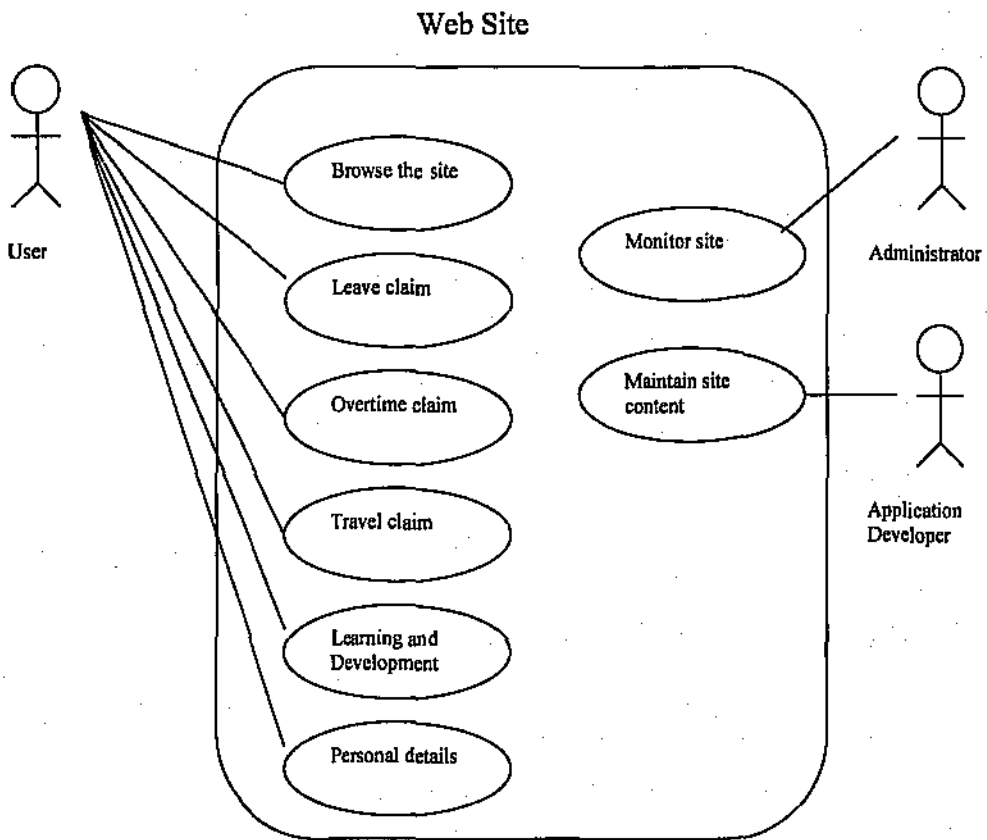 Web Site
User
Browse the site
Leave claim
Overtime claim
Travel claim
Learning and
Development
Personal details
Monitor site
Maintain site
content
Administrator
Application
Developer